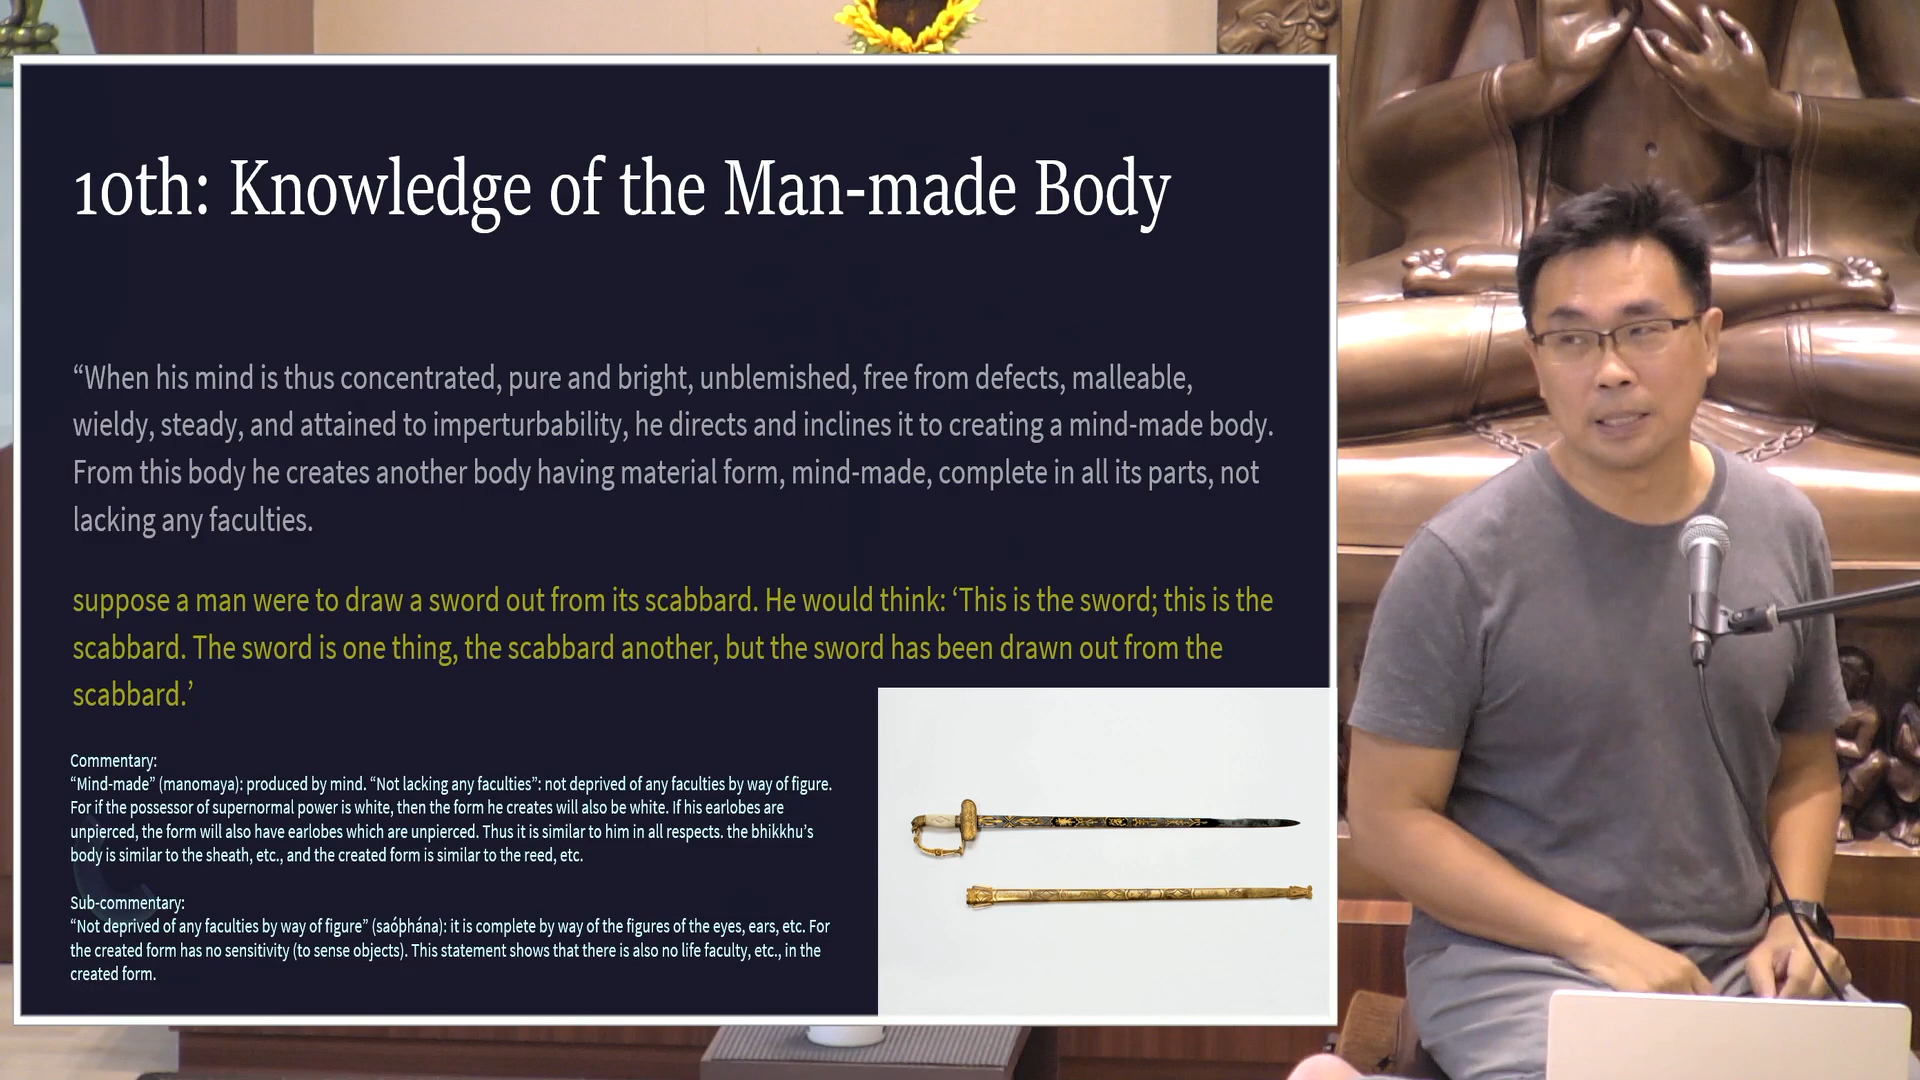 10th: Knowledge of the Man-made Body
“When his mind is thus concentrated, pure and bright, unblemished, free from defects, malleable,
wieldy, steady, and attained to imperturbability, he directs and inclines it to creating a mind-made body.
From this body he creates another body having material form, mind-made, complete in all its parts, not
lacking any faculties.
suppose a man were to draw a sword out from its scabbard. He would think: ‘This is the sword; this is the
scabbard. The sword is one thing, the scabbard another, but the sword has been drawn out from the
scabbard.’
Commentary:
“Mind-made” (manomaya): produced by mind. “Not lacking any faculties”: not deprived of any faculties by way of figure.
For if the possessor of supernormal power is white, then the form he creates will also be white. If his earlobes are
unpierced, the form will also have earlobes which are unpierced. Thus it is similar to him in all respects. the bhikkhu’s
body is similar to the sheath, etc., and the created form is similar to the reed, etc.
Sub-commentary:
“Not deprived of any faculties by way of figure” (saóþhána): it is complete by way of the figures of the eyes, ears, etc. For
the created form has no sensitivity (to sense objects). This statement shows that there is also no life faculty, etc., in the
created form.